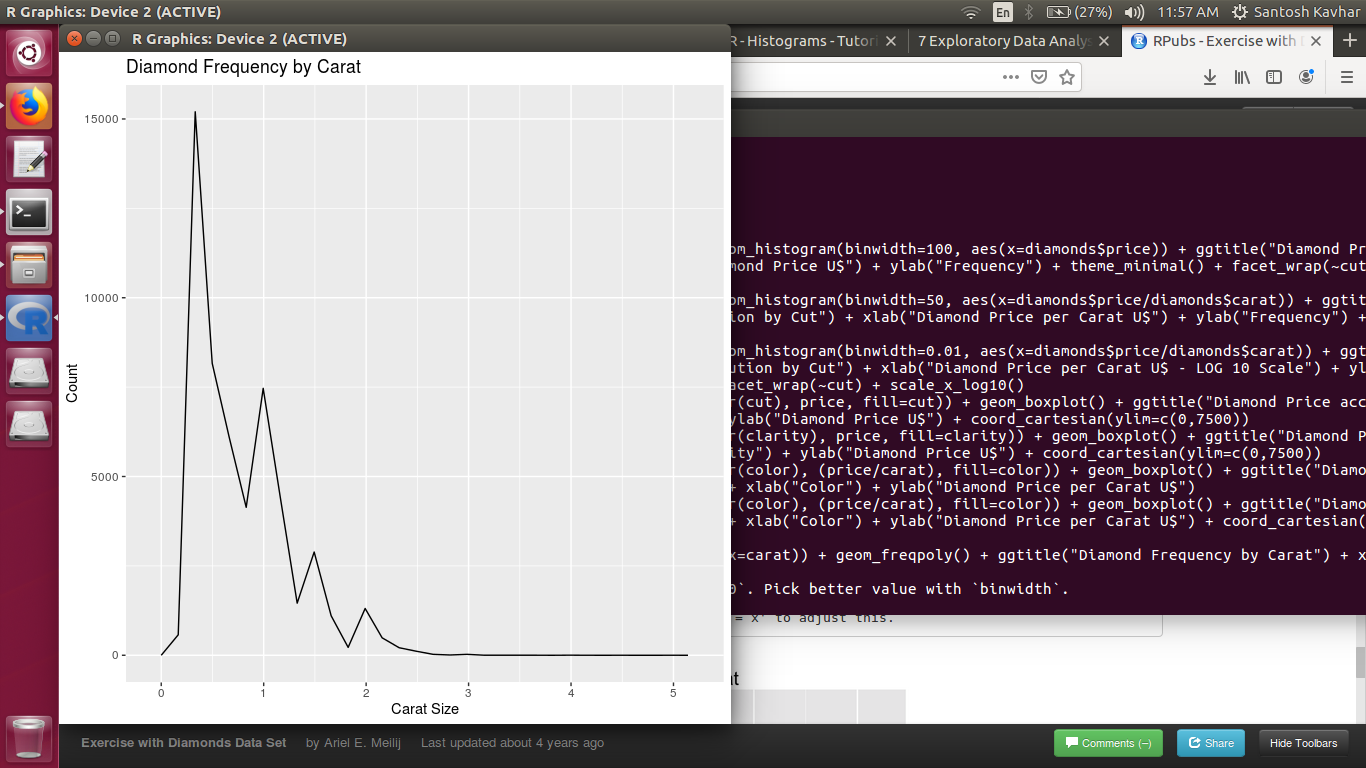 R Graphics: Device 2 (ACTIVE)
En
(27%)
11:57 AM
Santosh Kavhar
R Graphics: Device 2 (ACTIVE)
R - Histograms - Tutori
7 Exploratory Data Analys
RPubs - Exercise with
Diamond Frequency by Carat
15000
10000
5000
0
Count
0 1 2 3 4 5
Carat Size
om_histogram(binwidth=100, aes(x=diamonds$price)) + ggtitle("Diamond Pr
mond Price U$") + ylab("Frequency") + theme_minimal() + facet_wrap(~cut
om_histogram(binwidth=50, aes(x=diamonds$price/diamonds$carat)) + ggtit
ion by Cut") + xlab("Diamond Price per Carat U$") + ylab("Frequency") +
om_histogram(binwidth=0.01, aes(x=diamonds$price/diamonds$carat)) + ggt
ution by Cut") + xlab("Diamond Price per Carat U$ - LOG 10 Scale") + yl
acet_wrap(~cut) + scale_x_log10()
r(cut), price, fill=cut)) + geom_boxplot() + ggtitle("Diamond Price acc
ylab("Diamond Price U$") + coord_cartesian(ylim=c(0,7500))
r(clarity), price, fill=clarity)) + geom_boxplot() + ggtitle("Diamond P
ity") + ylab("Diamond Price U$") + coord_cartesian(ylim=c(0,7500))
r(color), (price/carat), fill=color)) + geom_boxplot() + ggtitle("Diamo
+ xlab("Color") + ylab("Diamond Price per Carat U$")
r(color), (price/carat), fill=color)) + geom_boxplot() + ggtitle("Diamo
+ xlab("Color") + ylab("Diamond Price per Carat U$") + coord_cartesian(
x=carat)) + geom_freqpoly() + ggtitle("Diamond Frequency by Carat") + x
0`. Pick better value with `binwidth`.
= x' to adjust this.
at
Exercise with Diamonds Data Set
by Ariel E. Meilij
Last updated about 4 years ago
Comments (–)
Share
Hide Toolbars